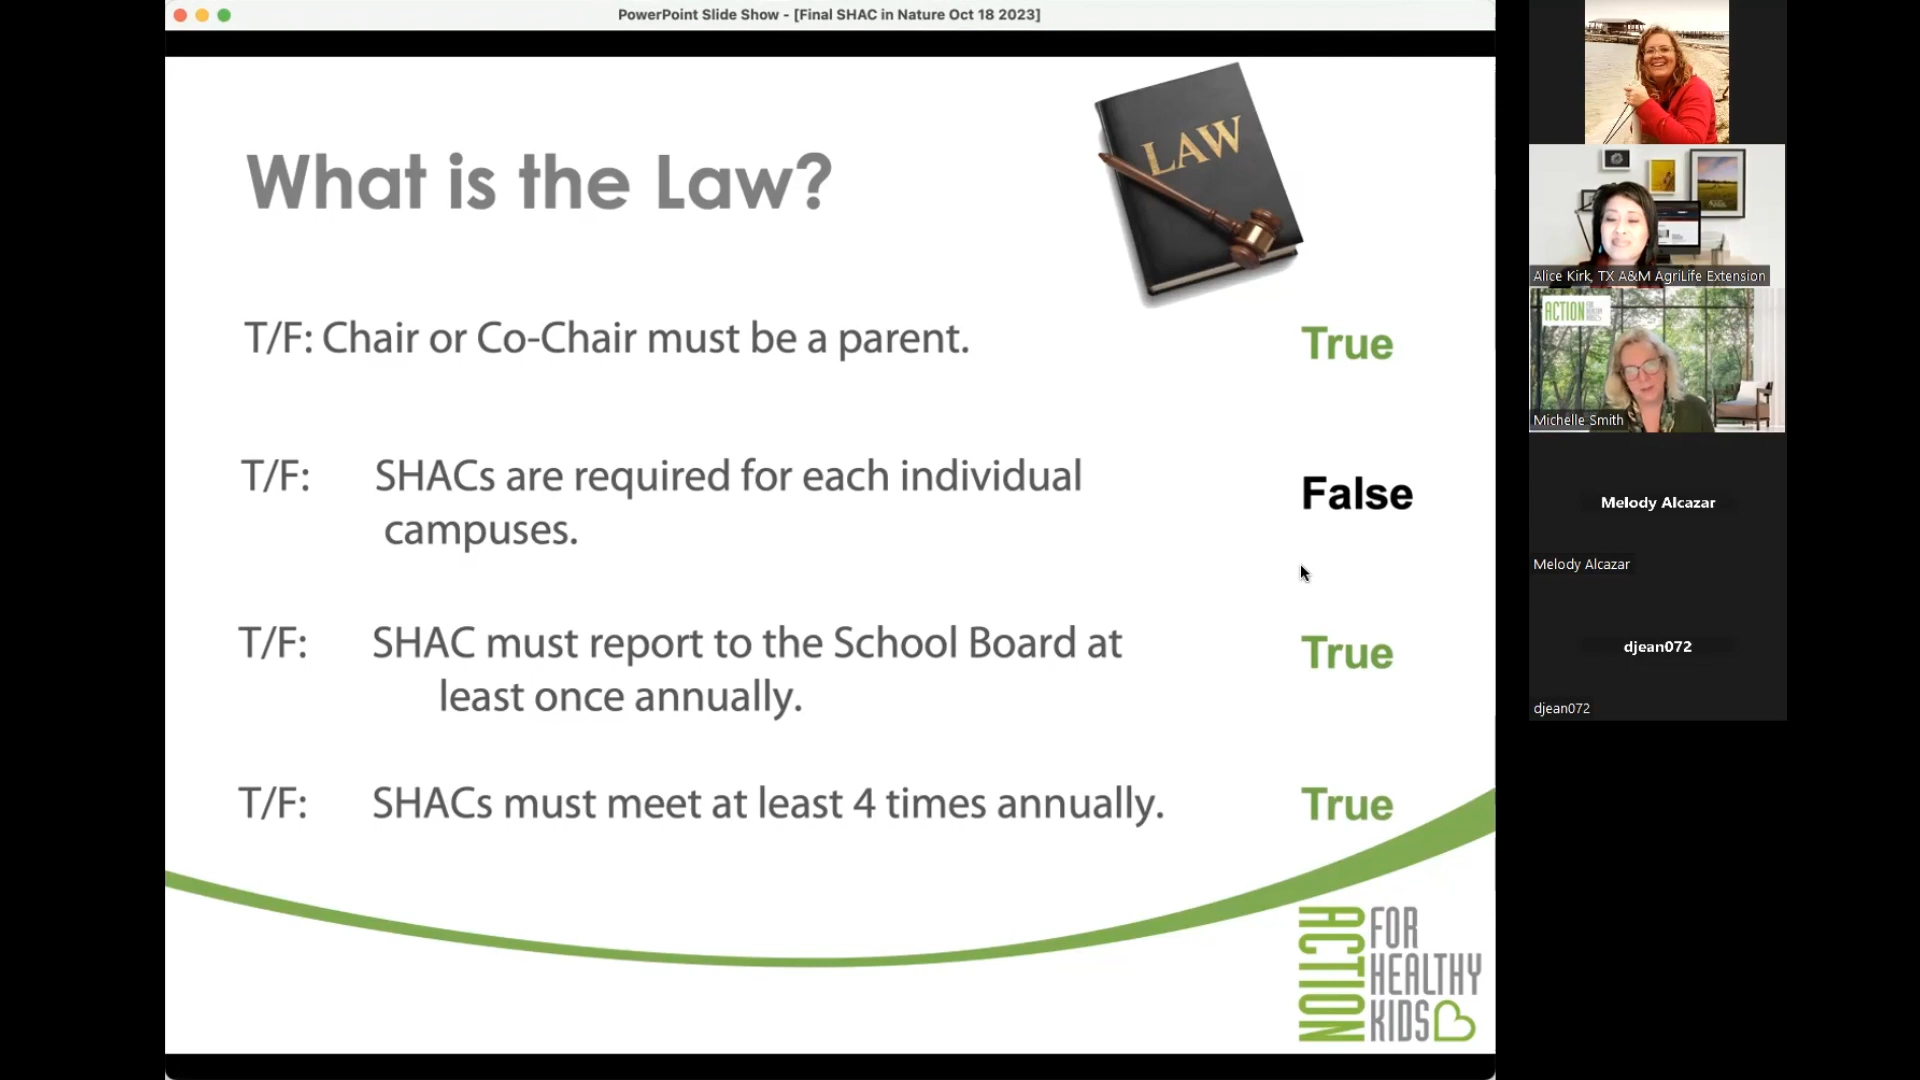 PowerPoint Slide Show - [Final SHAC in Nature Oct 18 2023]
What is the Law?
LAW
T/F: Chair or Co-Chair must be a parent.
True
T/F: SHACs are required for each individual
campuses.
False
T/F: SHAC must report to the School Board at
least once annually.
True
T/F: SHACs must meet at least 4 times annually.
True
ACTION
FOR
HEALTHY
KIDS
Alice Kirk, TX A&M AgriLife Extension
ACTION
Michelle Smith
Melody Alcazar
Melody Alcazar
djean072
djean072